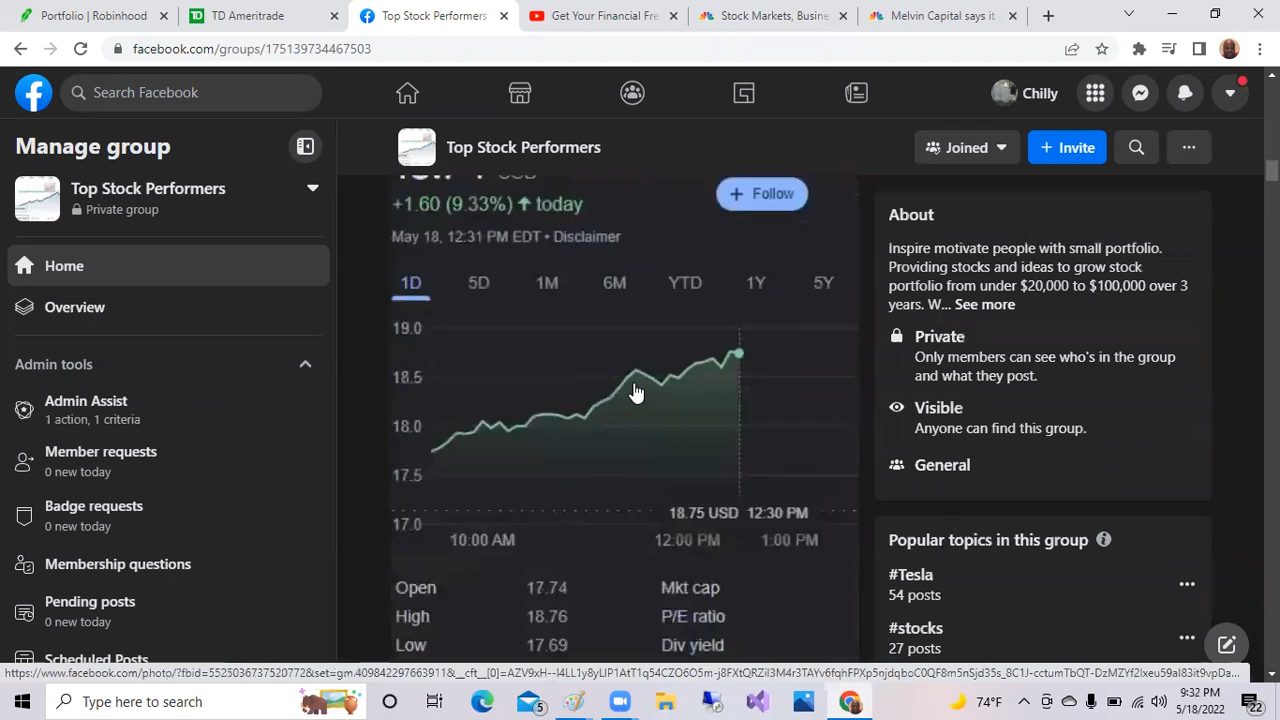 Portfolio | Robinhood
TD Ameritrade
Top Stock Performers
Get Your Financial Fre
Stock Markets, Busine
Melvin Capital says it
facebook.com/groups/175139734467503
Search Facebook
Chilly
Manage group
Top Stock Performers
Joined
Invite
Top Stock Performers
Private group
USD
Follow
+1.60 (9.33%) ↑ today
May 18, 12:31 PM EDT • Disclaimer
1D 5D 1M 6M YTD 1Y 5Y
19.0
18.5
18.0
17.5
17.0
18.75 USD 12:30 PM
10:00 AM 12:00 PM 1:00 PM
Open 17.74 Mkt cap
High 18.76 P/E ratio
Low 17.69 Div yield
Home
Overview
Admin tools
Admin Assist
1 action, 1 criteria
Member requests
0 new today
Badge requests
0 new today
Membership questions
Pending posts
0 new today
Scheduled Posts
About
Inspire motivate people with small portfolio.
Providing stocks and ideas to grow stock
portfolio from under $20,000 to $100,000 over 3
years. W... See more
Private
Only members can see who's in the group
and what they post.
Visible
Anyone can find this group.
General
Popular topics in this group
#Tesla
54 posts
#stocks
27 posts
Type here to search
5
74°F
9:32 PM
5/18/2022
22